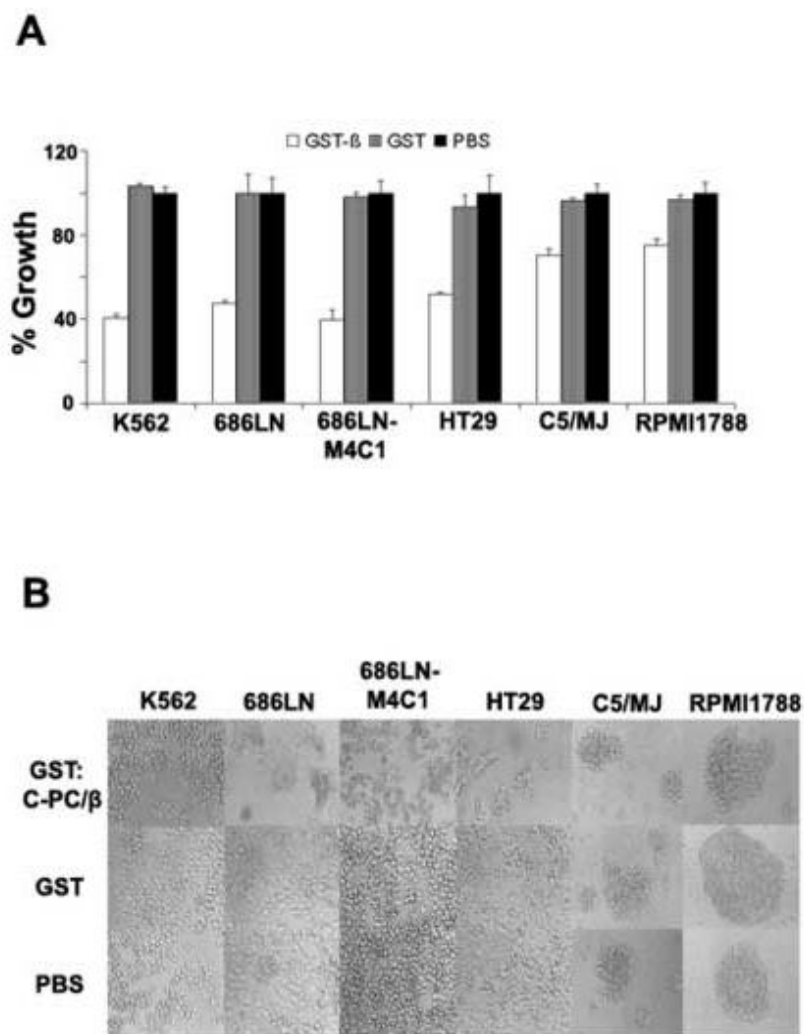 A
GST-ß GST PBS
120
80
40
0
% Growth
K562 686LN 686LN-M4C1 HT29 C5/MJ RPMI1788
B
K562 686LN 686LN-M4C1 HT29 C5/MJ RPMI1788
GST:
C-PC/β
GST
PBS